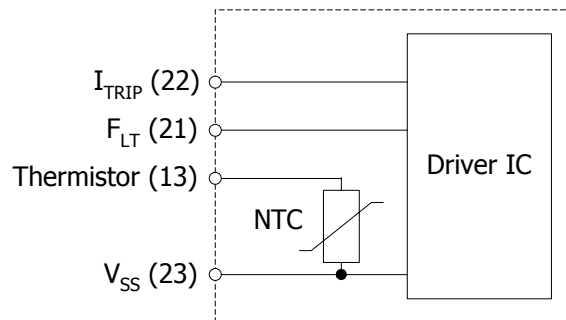 I_TRIP (22)
F_LT (21)
Thermistor (13)
NTC
Driver IC
V_SS (23)